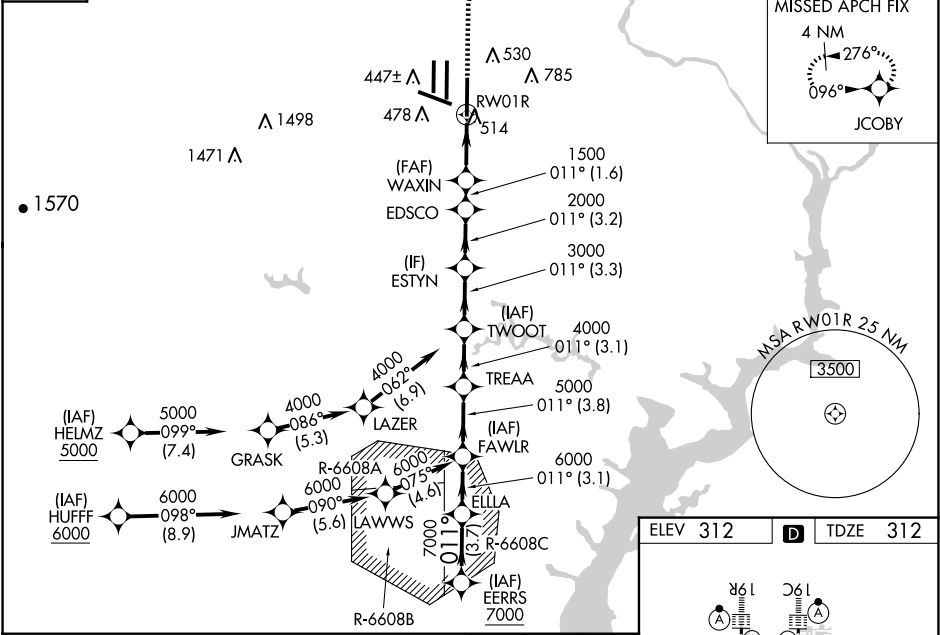 MISSED APCH FIX
4 NM
276°
096°
JCOBY
530
447±
785
478
RW01R
514
1498
1471
1570
(FAF)
WAXIN
1500
011° (1.6)
EDSCO
2000
011° (3.2)
(IF)
ESTYN
3000
011° (3.3)
(IAF)
TWOOT
4000
011° (3.1)
TREAA
5000
011° (3.8)
(IAF)
FAWLR
6000
011° (3.1)
ELLLA
7000
011°
(3.7)
R-6608C
(IAF)
EERRS
7000
(IAF)
HELMZ
5000
5000
099°
(7.4)
GRASK
4000
086°
(5.3)
LAZER
4000
062°
(6.9)
(IAF)
HUFFF
6000
6000
098°
(8.9)
JMATZ
6000
090°
(5.6)
LAWWS
6000
075°
(4.6)
R-6608A
R-6608B
MSA RW01R 25 NM
3500
ELEV 312
D
TDZE 312
19R
19C
A
A